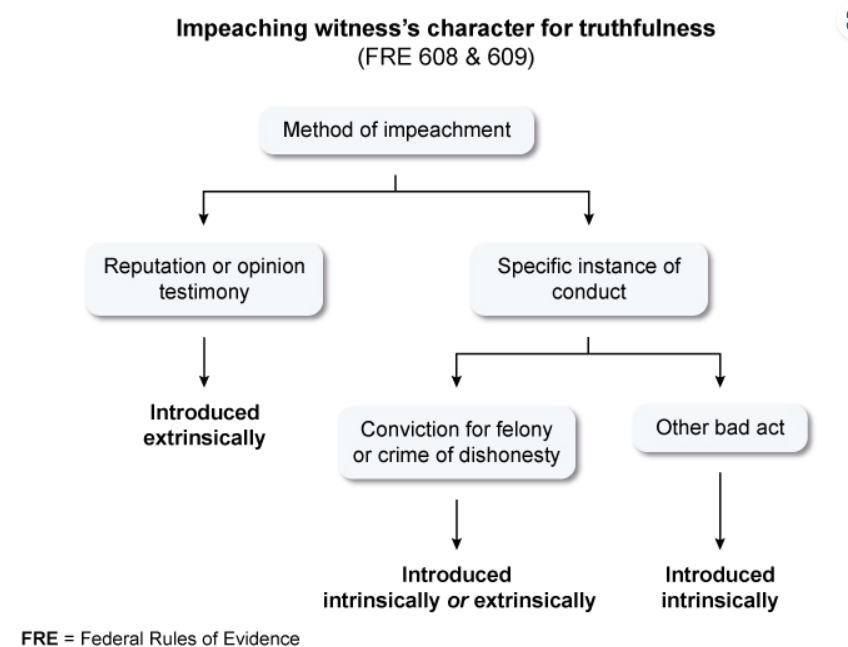 Impeaching witness's character for truthfulness
(FRE 608 & 609)
Method of impeachment
Reputation or opinion
testimony
Specific instance of
conduct
Introduced
extrinsically
Conviction for felony
or crime of dishonesty
Other bad act
Introduced
intrinsically or extrinsically
Introduced
intrinsically
FRE = Federal Rules of Evidence